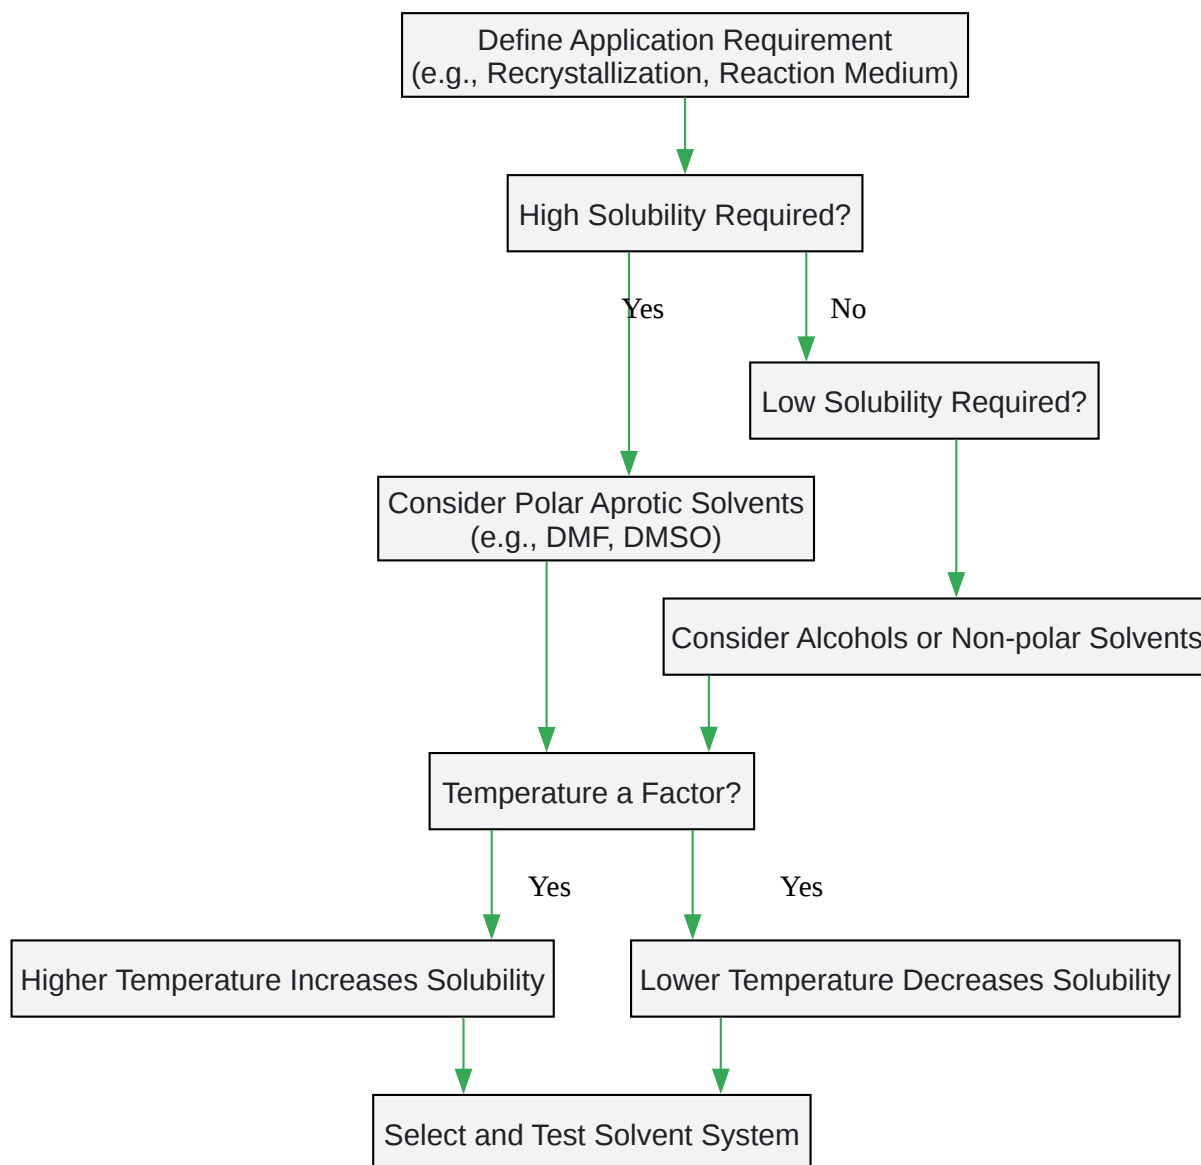 Define Application Requirement
(e.g., Recrystallization, Reaction Medium)
High Solubility Required?
Yes
No
Low Solubility Required?
Consider Polar Aprotic Solvents
(e.g., DMF, DMSO)
Consider Alcohols or Non-polar Solvents
Temperature a Factor?
Yes
Yes
Higher Temperature Increases Solubility
Lower Temperature Decreases Solubility
Select and Test Solvent System